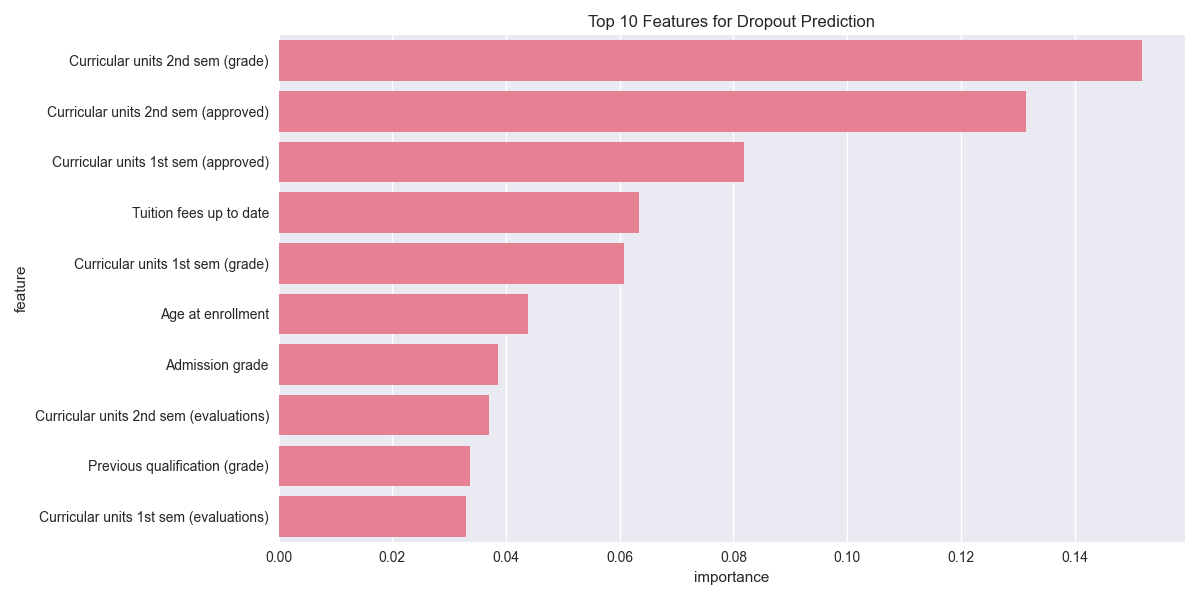 Top 10 Features for Dropout Prediction
Curricular units 2nd sem (grade)
Curricular units 2nd sem (approved)
Curricular units 1st sem (approved)
Tuition fees up to date
Curricular units 1st sem (grade)
Age at enrollment
Admission grade
Curricular units 2nd sem (evaluations)
Previous qualification (grade)
Curricular units 1st sem (evaluations)
feature
0.00 0.02 0.04 0.06 0.08 0.10 0.12 0.14
importance